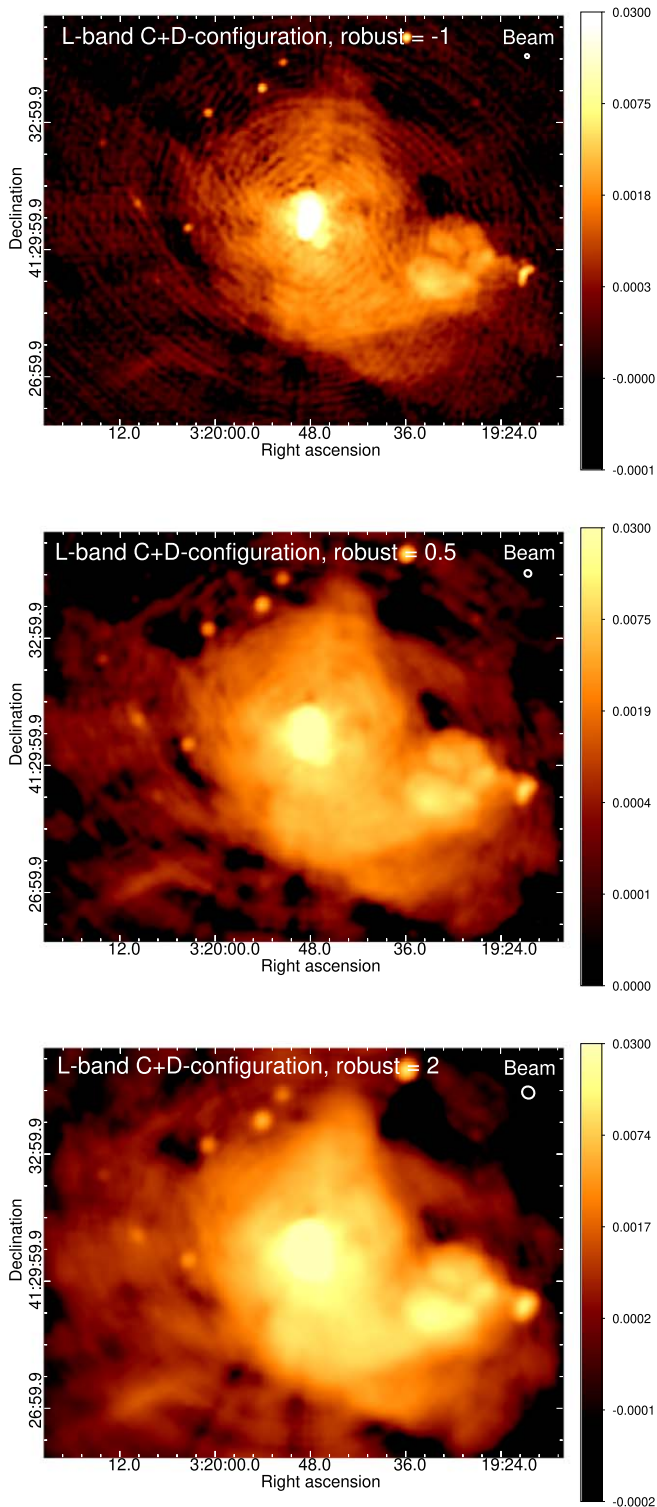 L-band C+D-configuration, robust = -1
Beam
0.0300
0.0075
0.0018
0.0003
-0.0000
-0.0001
32:59.9
41:29:59.9
26:59.9
Declination
12.0 3:20:00.0 48.0 36.0 19:24.0
Right ascension
L-band C+D-configuration, robust = 0.5
Beam
0.0300
0.0075
0.0019
0.0004
0.0001
0.0000
32:59.9
41:29:59.9
26:59.9
Declination
12.0 3:20:00.0 48.0 36.0 19:24.0
Right ascension
L-band C+D-configuration, robust = 2
Beam
0.0300
0.0074
0.0017
0.0002
-0.0001
-0.0002
32:59.9
41:29:59.9
26:59.9
Declination
12.0 3:20:00.0 48.0 36.0 19:24.0
Right ascension